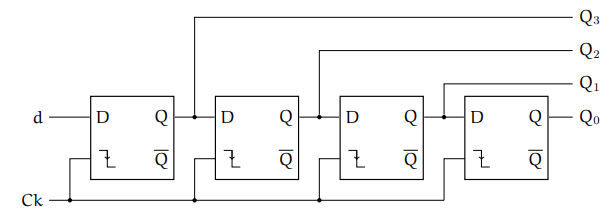 Q₃
Q₂
Q₁
d D Q D Q D Q D Q Q₀
Q̅ Q̅ Q̅ Q̅
Ck